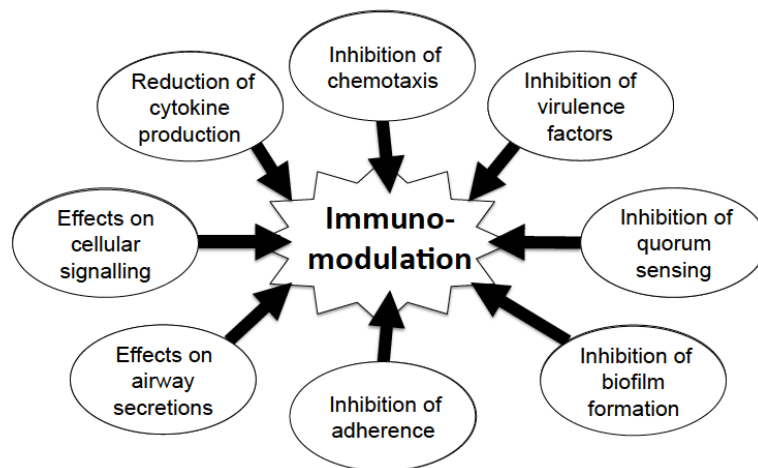 Inhibition of
chemotaxis
Reduction of
cytokine
production
Inhibition of
virulence
factors
Effects on
cellular
signalling
Immuno-
modulation
Inhibition of
quorum
sensing
Effects on
airway
secretions
Inhibition of
adherence
Inhibition of
biofilm
formation